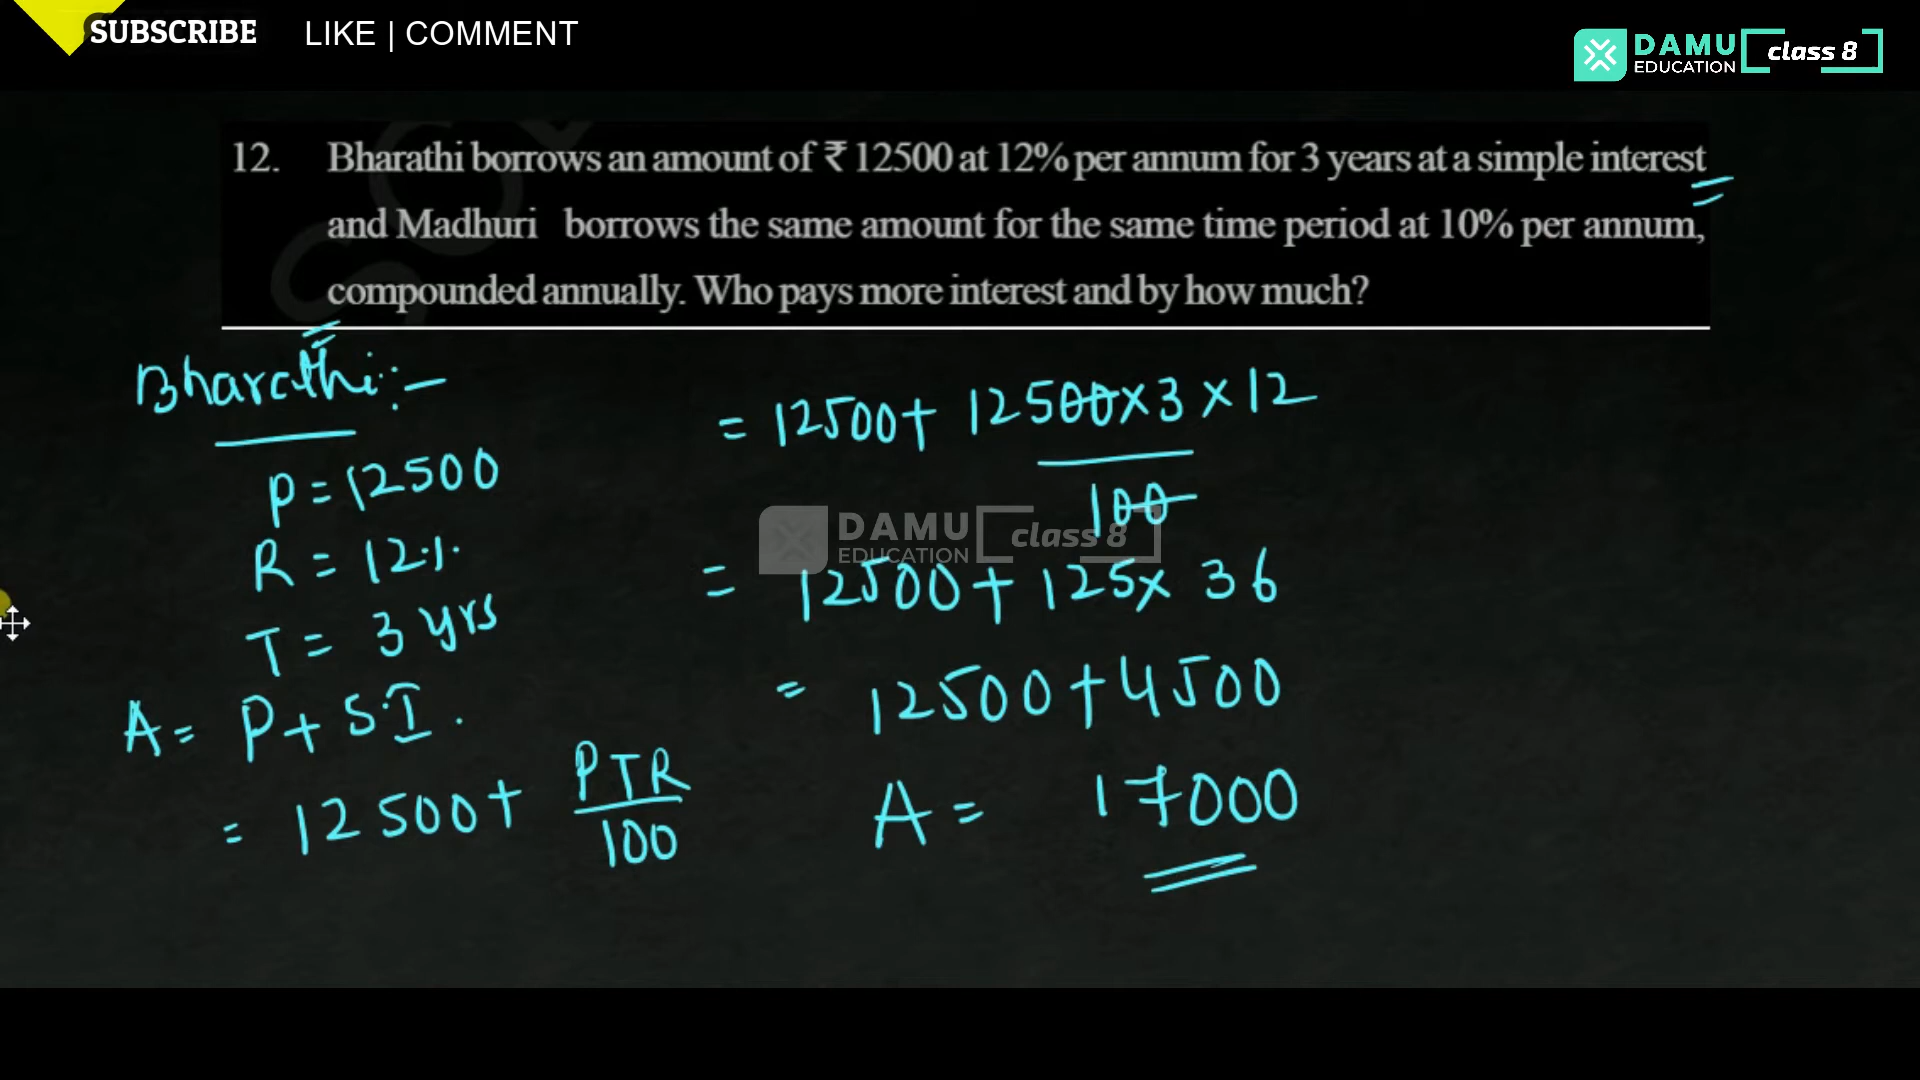 SUBSCRIBE LIKE | COMMENT
DAMU EDUCATION class 8
12. Bharathi borrows an amount of ₹ 12500 at 12% per annum for 3 years at a simple interest
and Madhuri borrows the same amount for the same time period at 10% per annum,
compounded annually. Who pays more interest and by how much?
Bharathi:-
P = 12500
R = 12%
T = 3 yrs
A = P + S.I.
= 12500 + PTR/100
= 12500 + 12500 x 3 x 12/100
DAMU EDUCATION class 8
= 12500 + 125 x 36
= 12500 + 4500
A = 17000